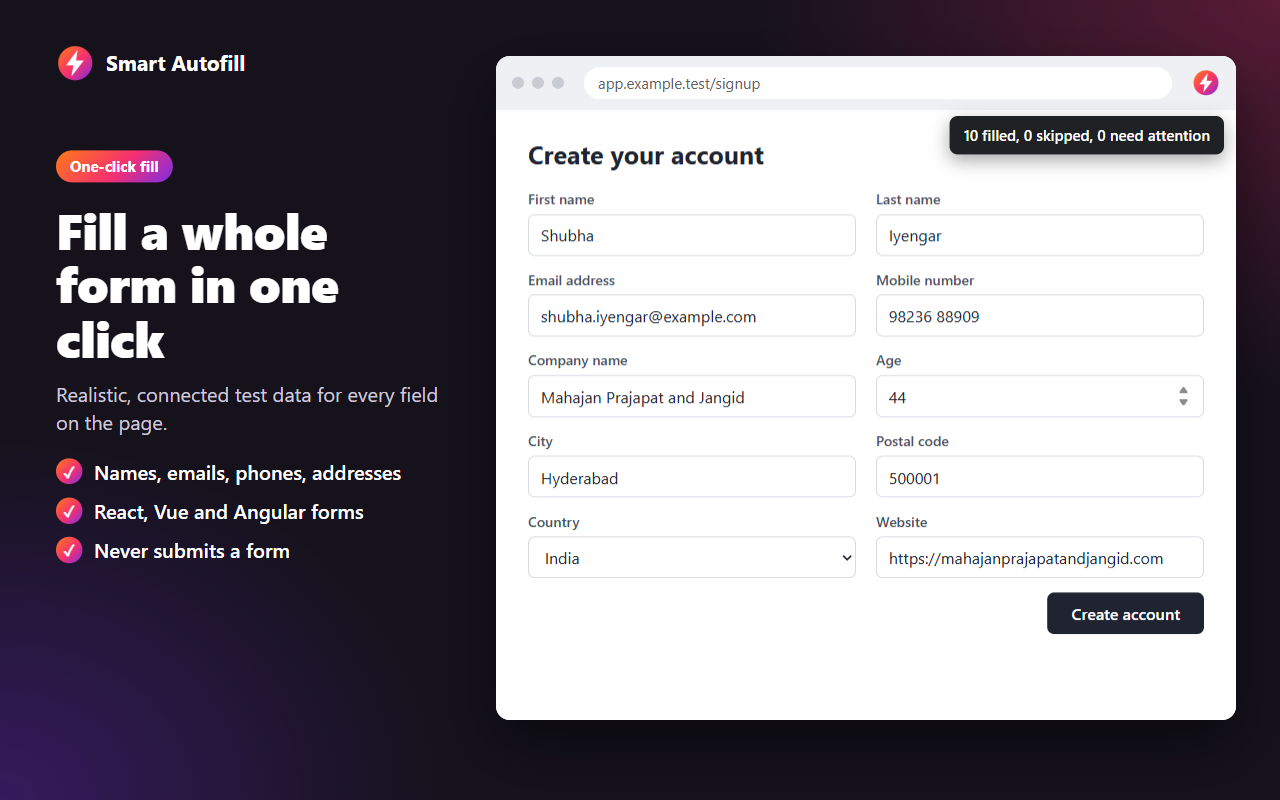 Smart Autofill
One-click fill
Fill a whole
form in one
click
Realistic, connected test data for every field
on the page.
Names, emails, phones, addresses
React, Vue and Angular forms
Never submits a form
app.example.test/signup
10 filled, 0 skipped, 0 need attention
Create your account
First name
Shubha
Last name
Iyengar
Email address
shubha.iyengar@example.com
Mobile number
98236 88909
Company name
Mahajan Prajapat and Jangid
Age
44
City
Hyderabad
Postal code
500001
Country
India
Website
https://mahajanprajapatandjangid.com
Create account